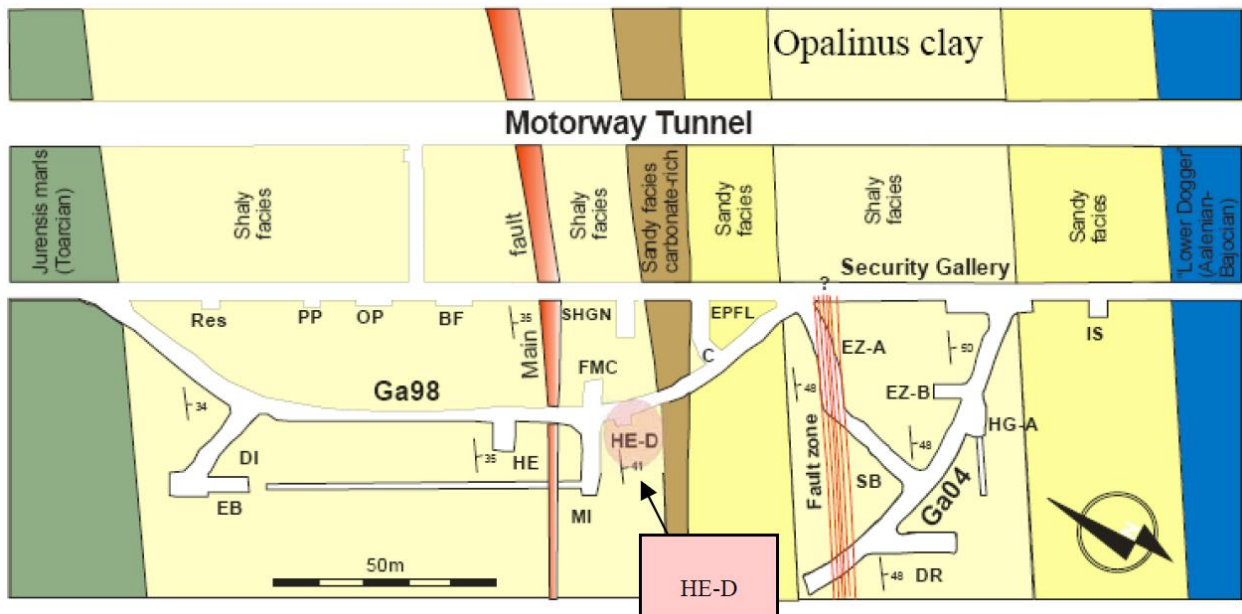 Opalinus clay
Motorway Tunnel
Jurensis marls
(Toarcian)
Shaly
facies
fault
Shaly
facies
Sandy facies
carbonate-rich
Sandy
facies
Shaly
facies
Sandy
facies
"Lower Dogger"
(Aalenian-
Bajocian)
Security Gallery
?
Res
PP
OP
BF
35
Main
SHGN
EPFL
C
FMC
EZ-A
50
IS
Ga98
34
48
EZ-B
HG-A
HE-D
41
35
HE
DI
EB
MI
Fault zone
48
SB
Ga04
DR
48
50m
HE-D